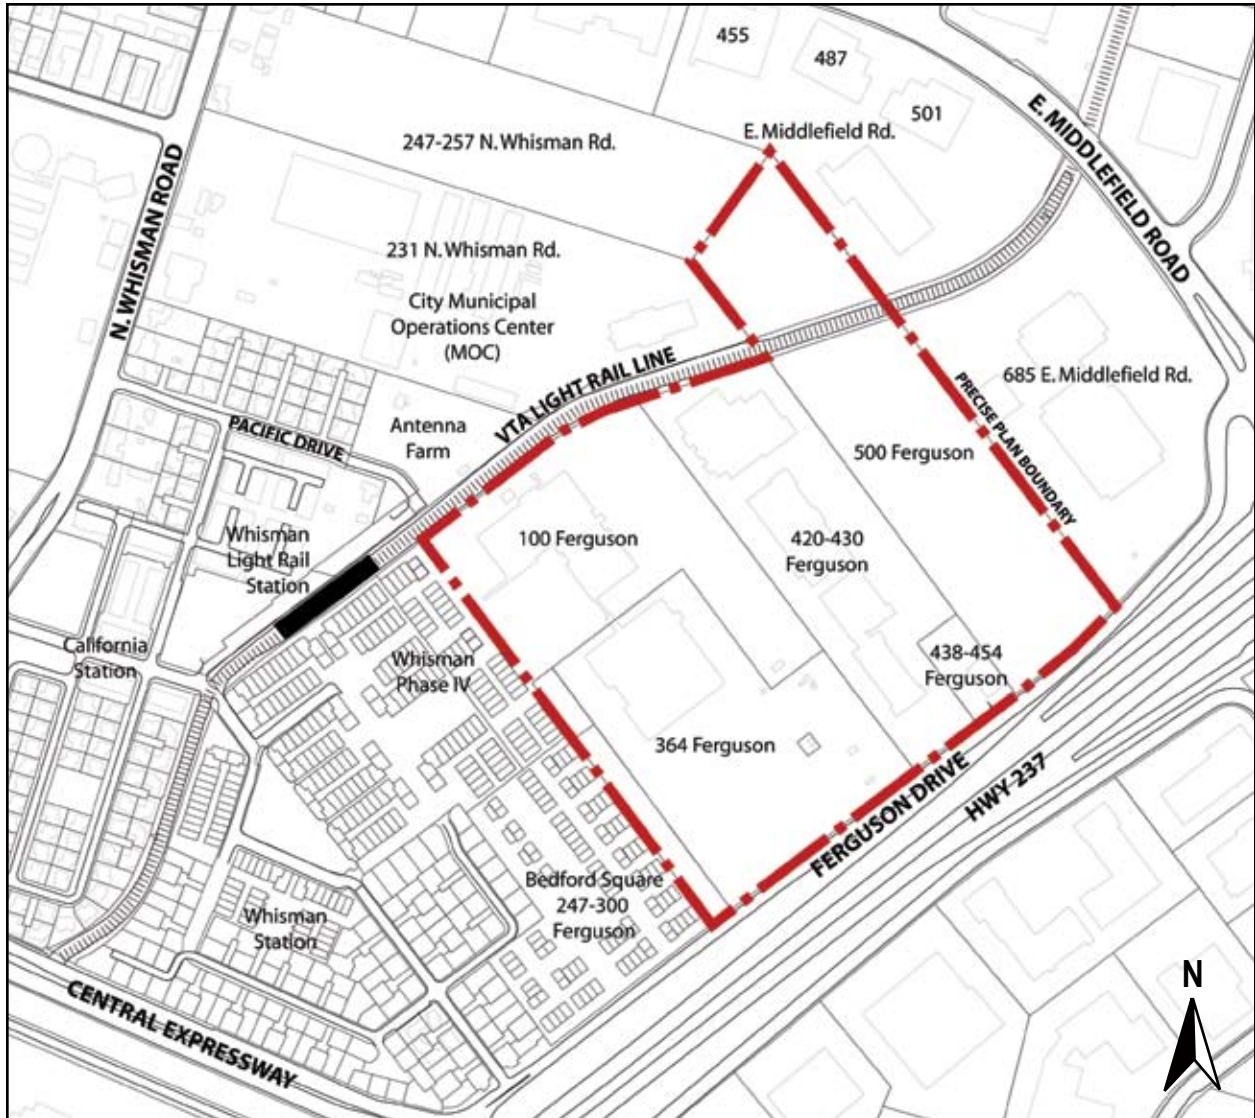 455
487
501
E. Middlefield Rd.
E. MIDDLEFIELD ROAD
247-257 N. Whisman Rd.
N. WHISMAN ROAD
231 N. Whisman Rd.
City Municipal
Operations Center
(MOC)
VTA LIGHT RAIL LINE
685 E. Middlefield Rd.
PRECISE PLAN BOUNDARY
PACIFIC DRIVE
Antenna
Farm
500 Ferguson
Whisman
Light Rail
Station
100 Ferguson
420-430
Ferguson
California
Station
Whisman
Phase IV
438-454
Ferguson
364 Ferguson
FERGUSON DRIVE
HWY 237
Bedford Square
247-300
Ferguson
Whisman
Station
CENTRAL EXPRESSWAY
N